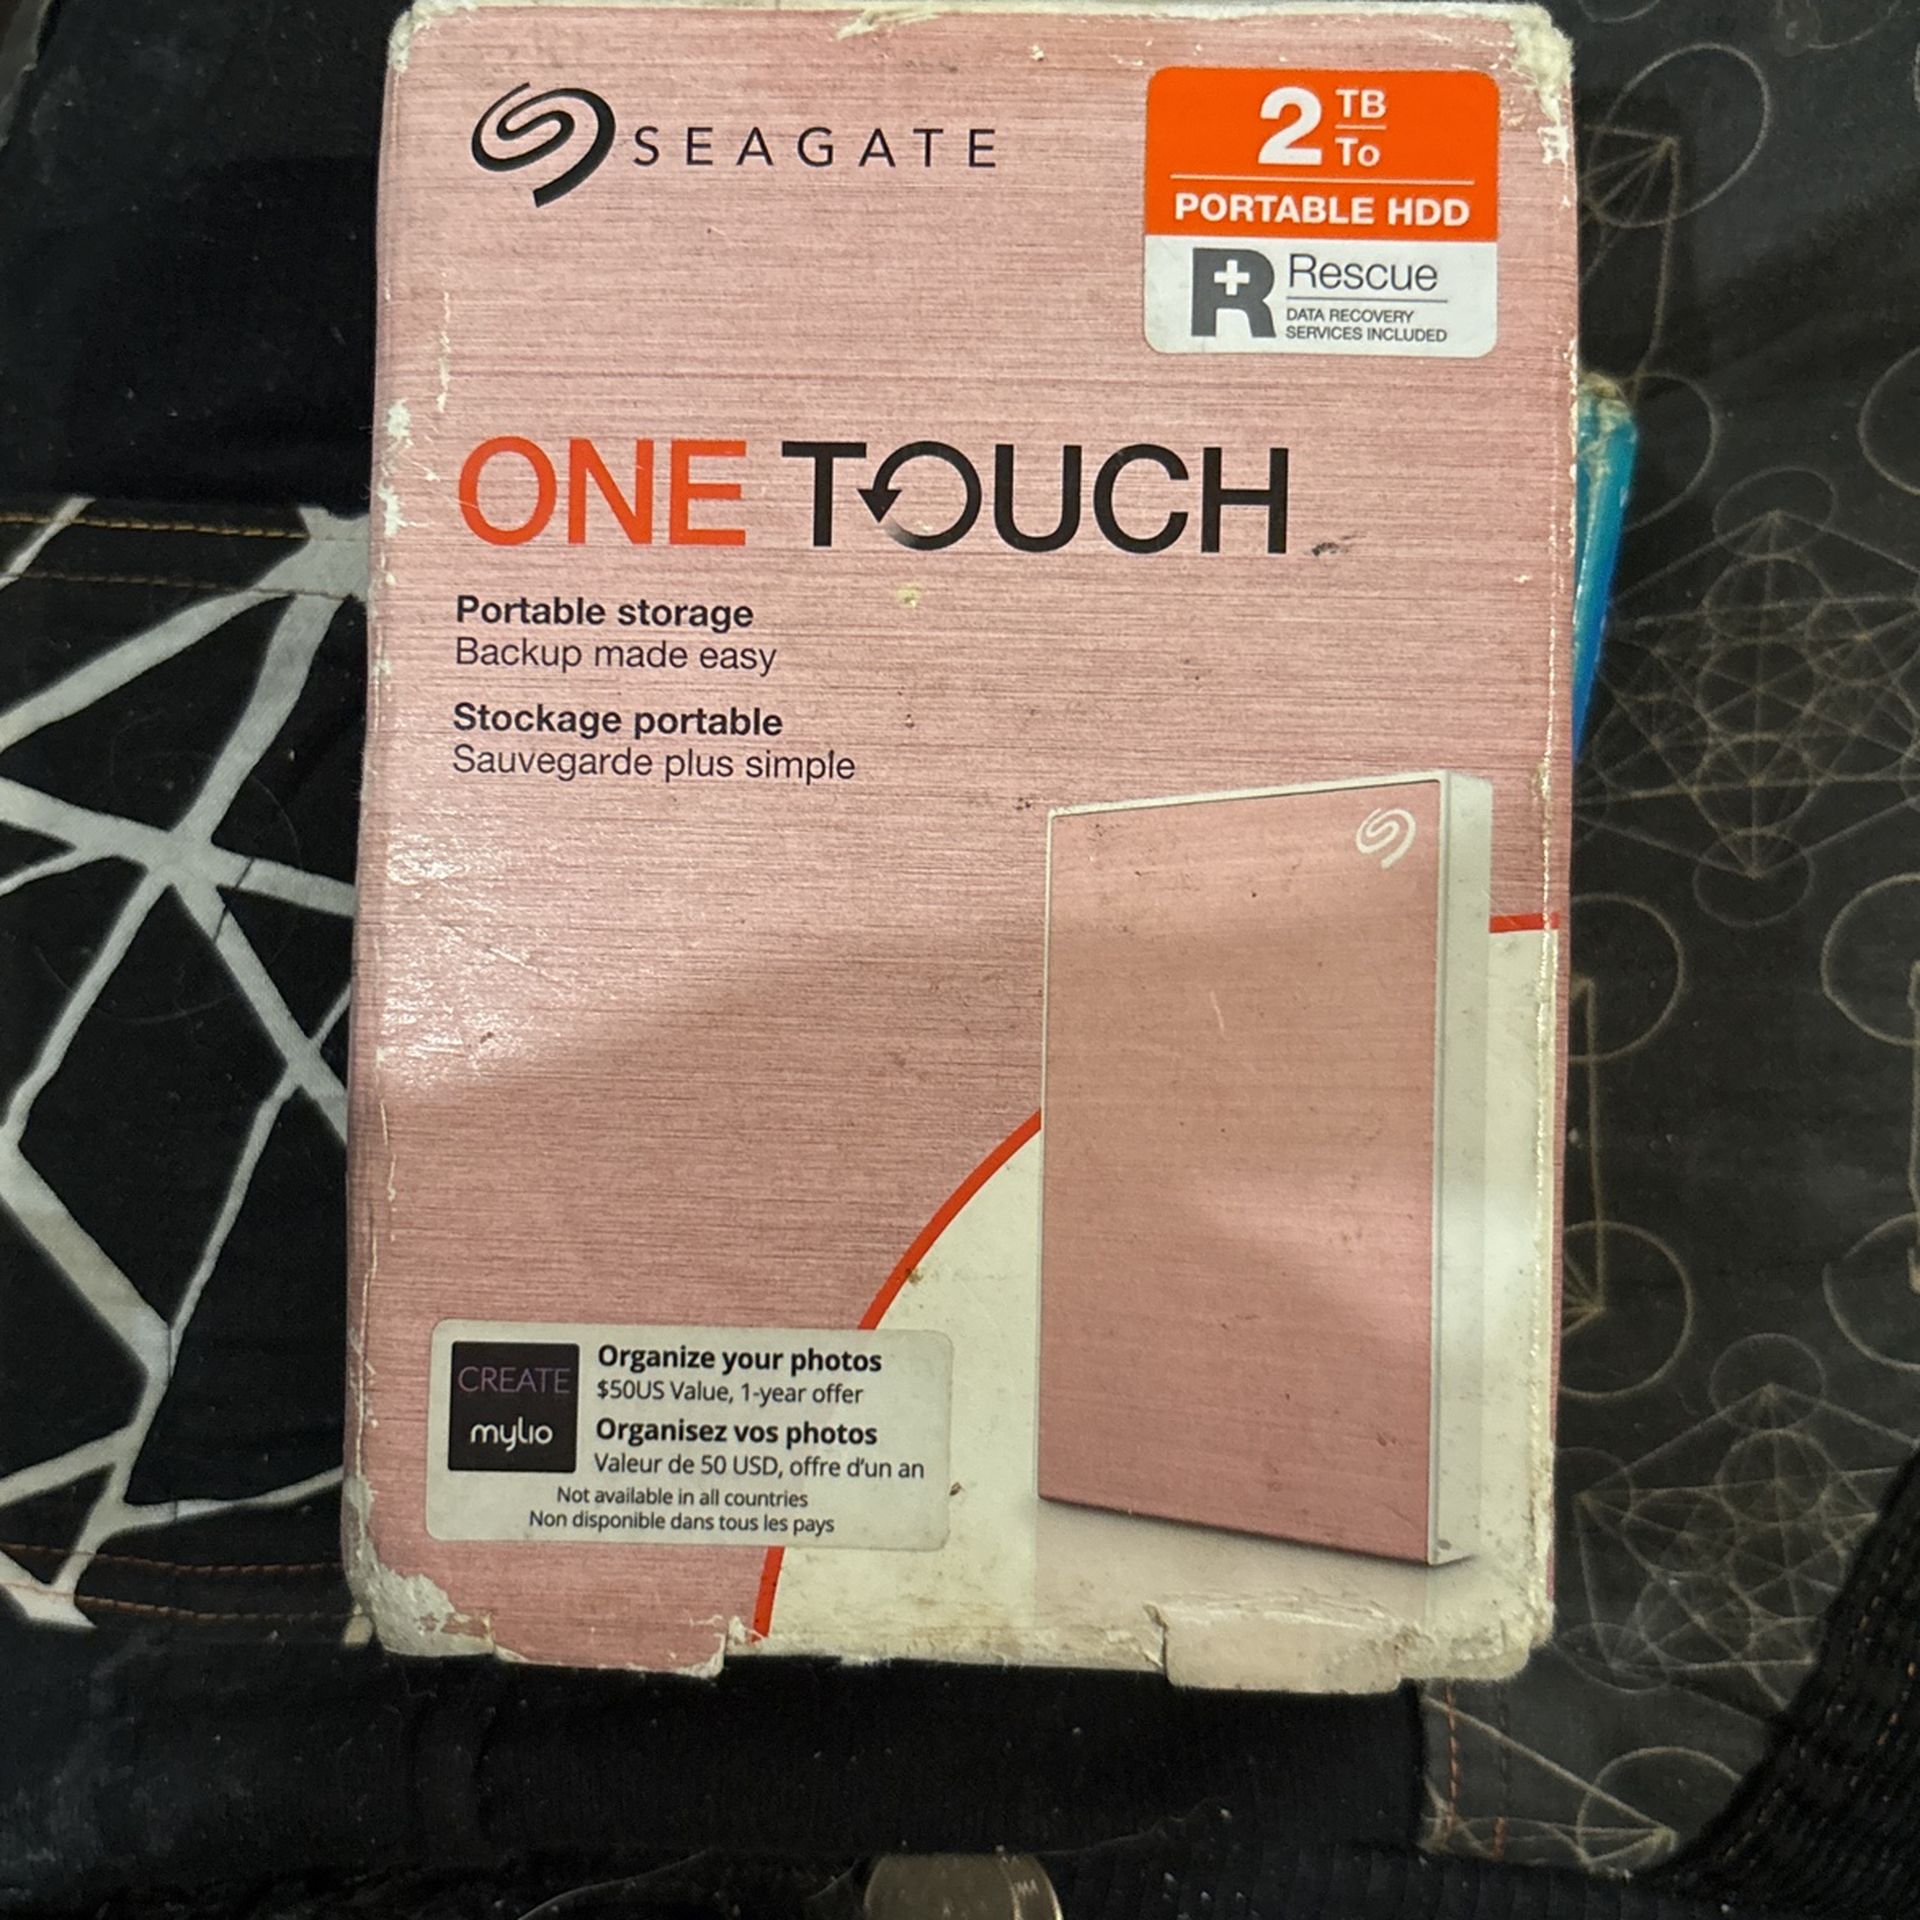 SEAGATE
2 TB
To
PORTABLE HDD
R Rescue
DATA RECOVERY
SERVICES INCLUDED
ONE TOUCH
Portable storage
Backup made easy
Stockage portable
Sauvegarde plus simple
CREATE
mylio
Organize your photos
$50US Value, 1-year offer
Organisez vos photos
Valeur de 50 USD, offre d'un an
Not available in all countries
Non disponible dans tous les pays